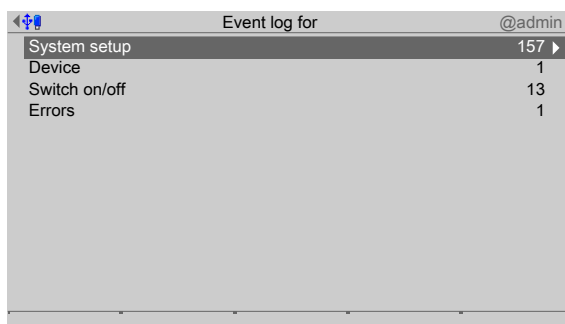 Event log for @admin
System setup 157
Device 1
Switch on/off 13
Errors 1